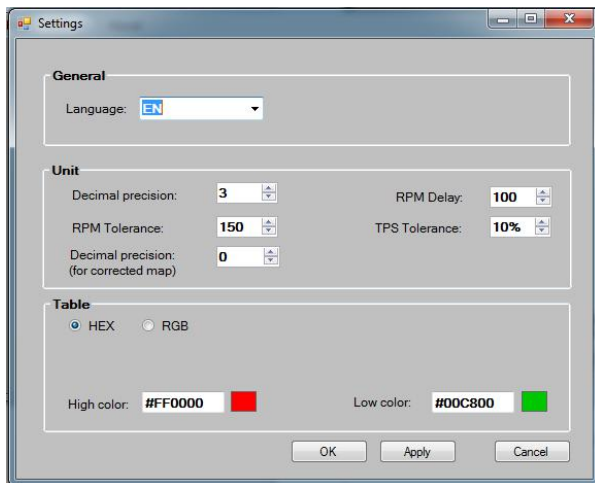 Settings
General
Language: EN
Unit
Decimal precision: 3 RPM Delay: 100
RPM Tolerance: 150 TPS Tolerance: 10%
Decimal precision: 0
(for corrected map)
Table
HEX RGB
High color: #FF0000 Low color: #00C800
OK Apply Cancel